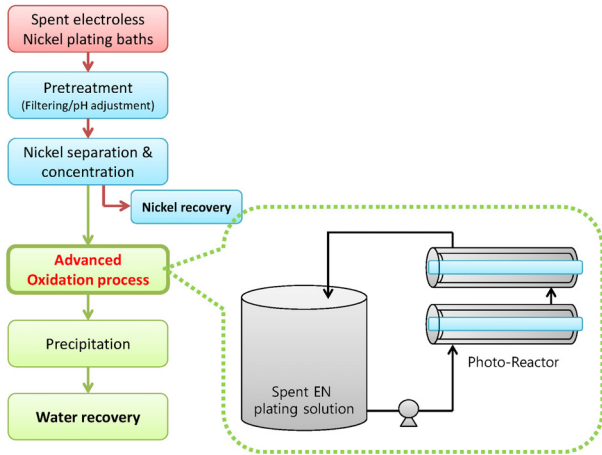 Spent electroless
Nickel plating baths
Pretreatment
(Filtering/pH adjustment)
Nickel separation &
concentration
Nickel recovery
Advanced
Oxidation process
Precipitation
Water recovery
Spent EN
plating solution
Photo-Reactor